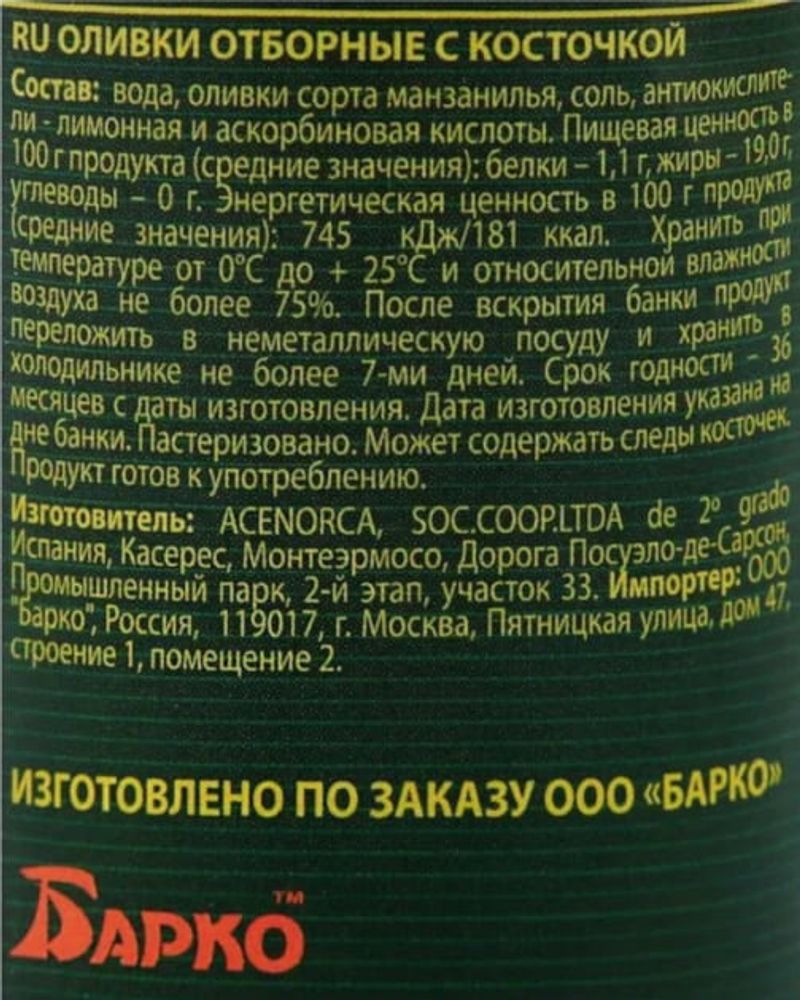 RU ОЛИВКИ ОТБОРНЫЕ С КОСТОЧКОЙ
Состав: вода, оливки сорта манзанилья, соль, антиокислите-
ли - лимонная и аскорбиновая кислоты. Пищевая ценность в
100 г продукта (средние значения): белки – 1,1 г, жиры – 19,0 г,
углеводы – 0 г. Энергетическая ценность в 100 г продукта
(средние значения): 745 кДж/181 ккал. Хранить при
температуре от 0°С до + 25°С и относительной влажности
воздуха не более 75%. После вскрытия банки продукт
переложить в неметаллическую посуду и хранить в
холодильнике не более 7-ми дней. Срок годности – 36
месяцев с даты изготовления. Дата изготовления указана на
дне банки. Пастеризовано. Может содержать следы косточек.
Продукт готов к употреблению.
Изготовитель: ACENORCA, SOC.COOP.LTDA de 2º grado
Испания, Касерес, Монтеэрмосо, Дорога Посуэло-де-Сарсон,
Промышленный парк, 2-й этап, участок 33. Импортер: ООО
"Барко", Россия, 119017, г. Москва, Пятницкая улица, дом 47,
строение 1, помещение 2.
ИЗГОТОВЛЕНО ПО ЗАКАЗУ ООО «БАРКО»
БАРКО™